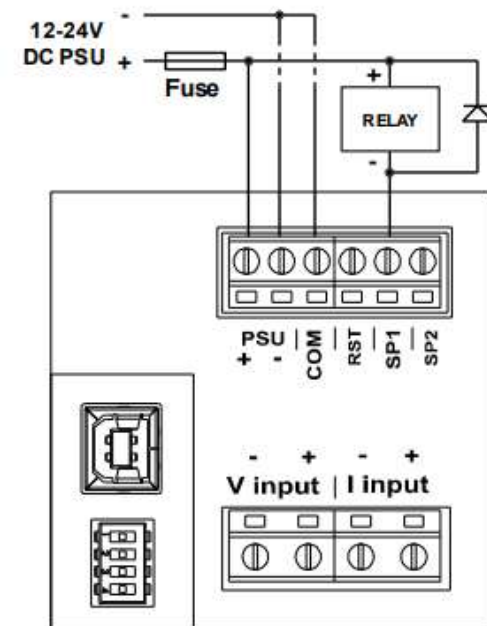 -
12-24V
DC PSU +
Fuse
+
RELAY
-
PSU | COM | RST | SP1 | SP2
+ -
- + - +
V input | I input